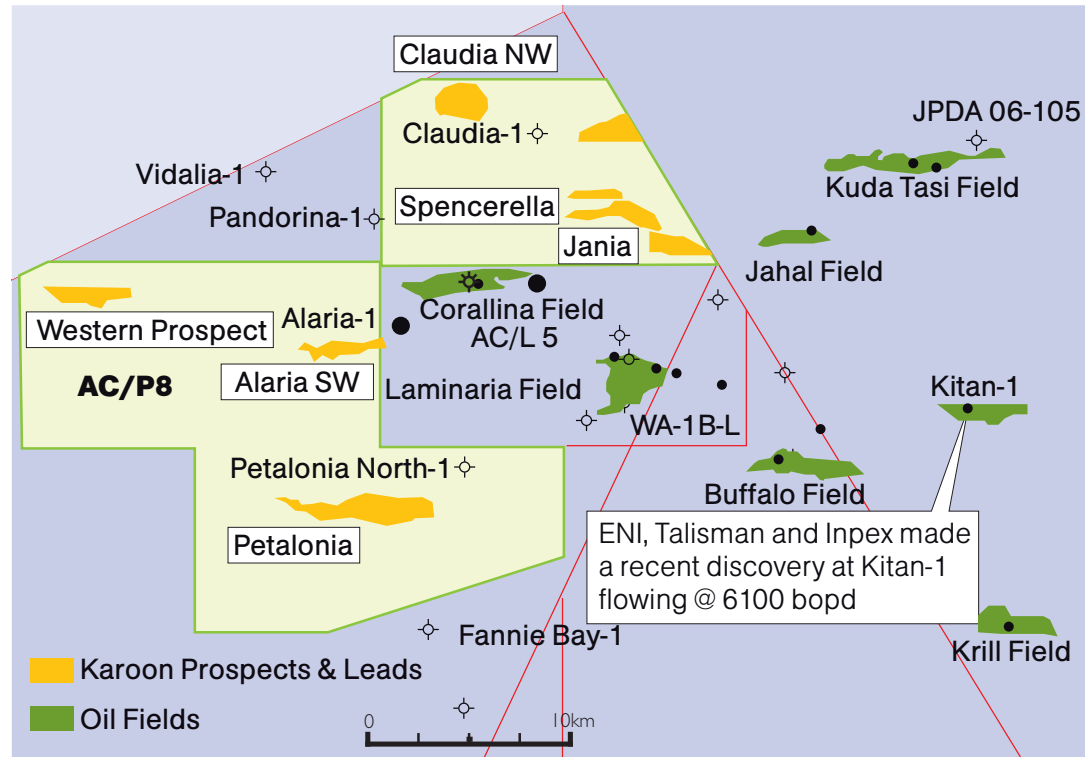 Claudia NW
JPDA 06-105
Claudia-1
Vidalia-1
Kuda Tasi Field
Pandorina-1
Spencerella
Jania
Jahal Field
Corallina Field
AC/L 5
Western Prospect
Alaria-1
AC/P8
Alaria SW
Laminaria Field
Kitan-1
WA-1B-L
Petalonia North-1
Buffalo Field
Petalonia
ENI, Talisman and Inpex made
a recent discovery at Kitan-1
flowing @ 6100 bopd
Fannie Bay-1
Krill Field
Karoon Prospects & Leads
Oil Fields
0 10km